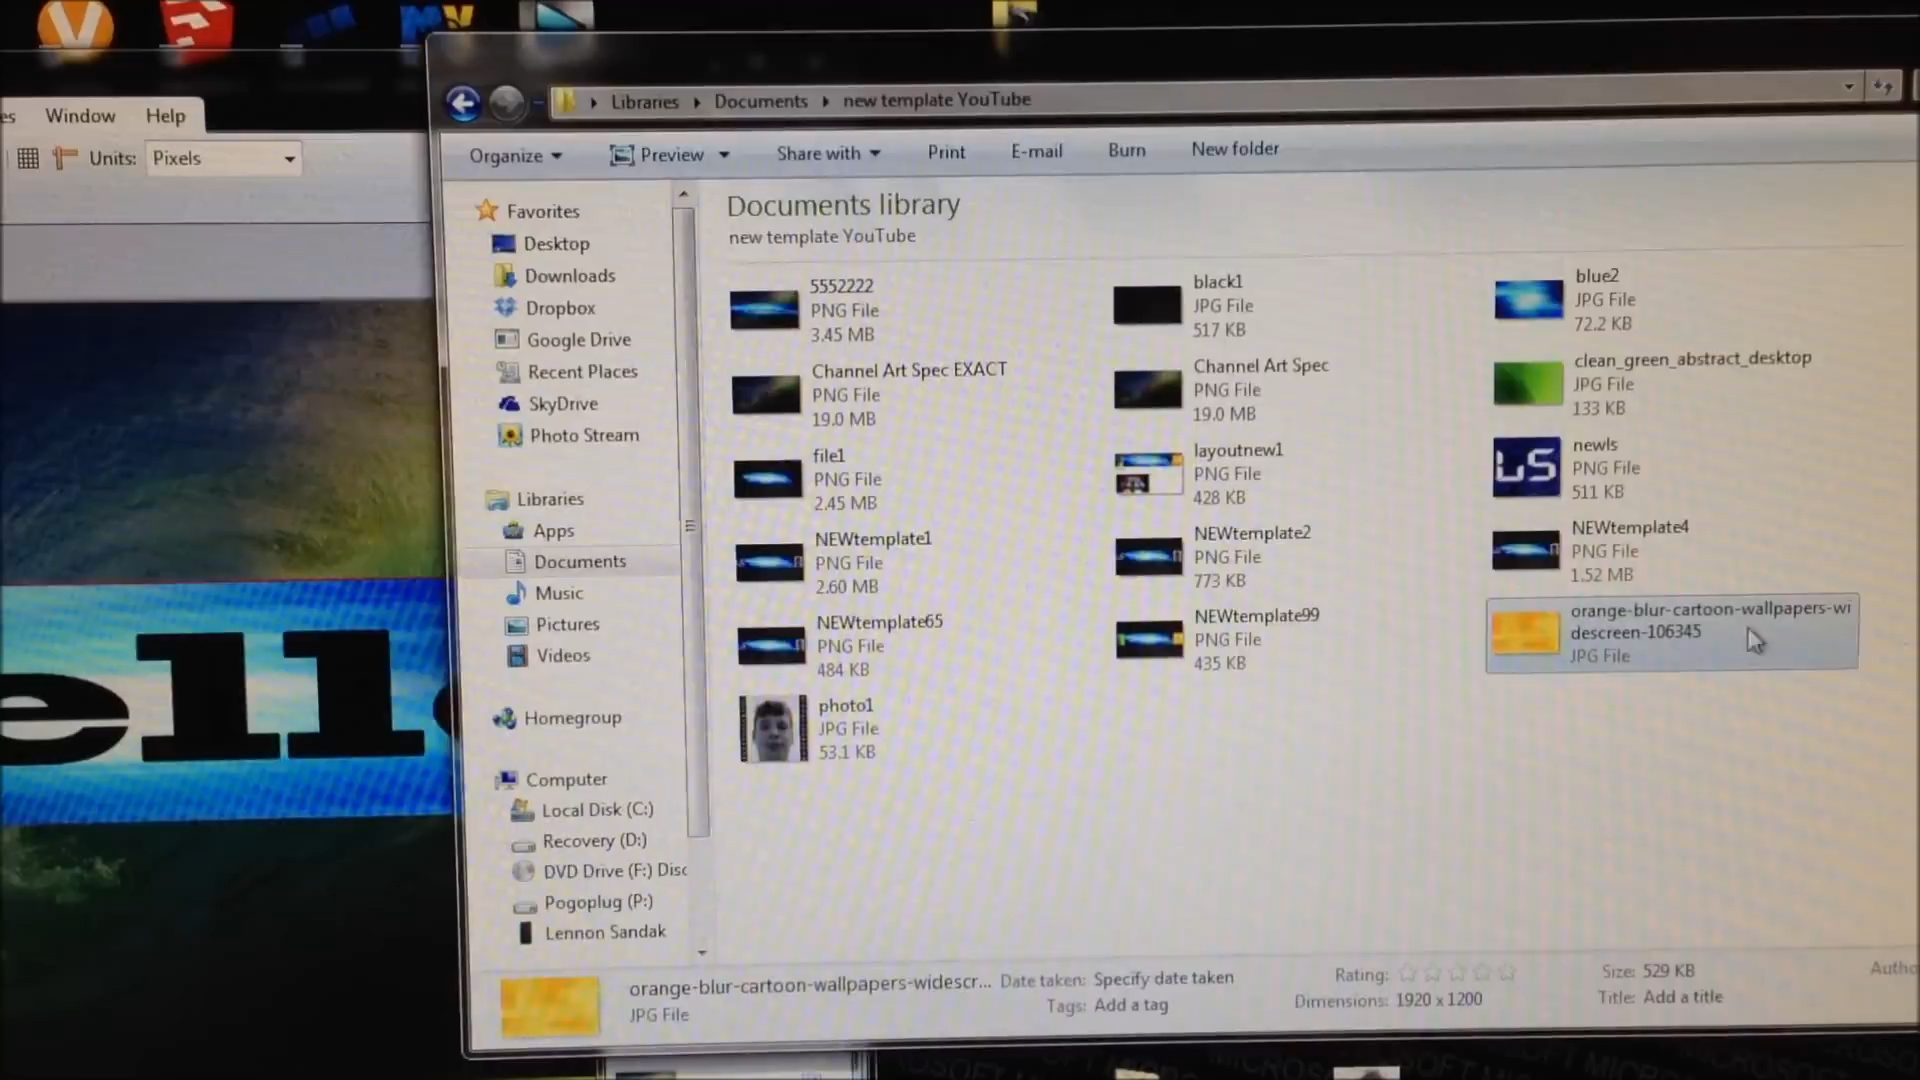 es Window Help
Units: Pixels
Libraries Documents new template YouTube
Organize Preview Share with Print E-mail Burn New folder
Favorites
Desktop
Downloads
Dropbox
Google Drive
Recent Places
SkyDrive
Photo Stream
Libraries
Apps
Documents
Music
Pictures
Videos
Homegroup
Computer
Local Disk (C:)
Recovery (D:)
DVD Drive (F:) Disc
Pogoplug (P:)
Lennon Sandak
Documents library
new template YouTube
5552222
PNG File
3.45 MB
black1
JPG File
517 KB
blue2
JPG File
72.2 KB
Channel Art Spec EXACT
PNG File
19.0 MB
Channel Art Spec
PNG File
19.0 MB
clean_green_abstract_desktop
JPG File
133 KB
file1
PNG File
2.45 MB
layoutnew1
PNG File
428 KB
LS
newls
PNG File
511 KB
NEWtemplate1
PNG File
2.60 MB
NEWtemplate2
PNG File
773 KB
NEWtemplate4
PNG File
1.52 MB
NEWtemplate65
PNG File
484 KB
NEWtemplate99
PNG File
435 KB
orange-blur-cartoon-wallpapers-wi
descreen-106345
JPG File
photo1
JPG File
53.1 KB
ell
orange-blur-cartoon-wallpapers-widescr... Date taken: Specify date taken Rating: Size: 529 KB Autho
JPG File Tags: Add a tag Dimensions: 1920 x 1200 Title: Add a title